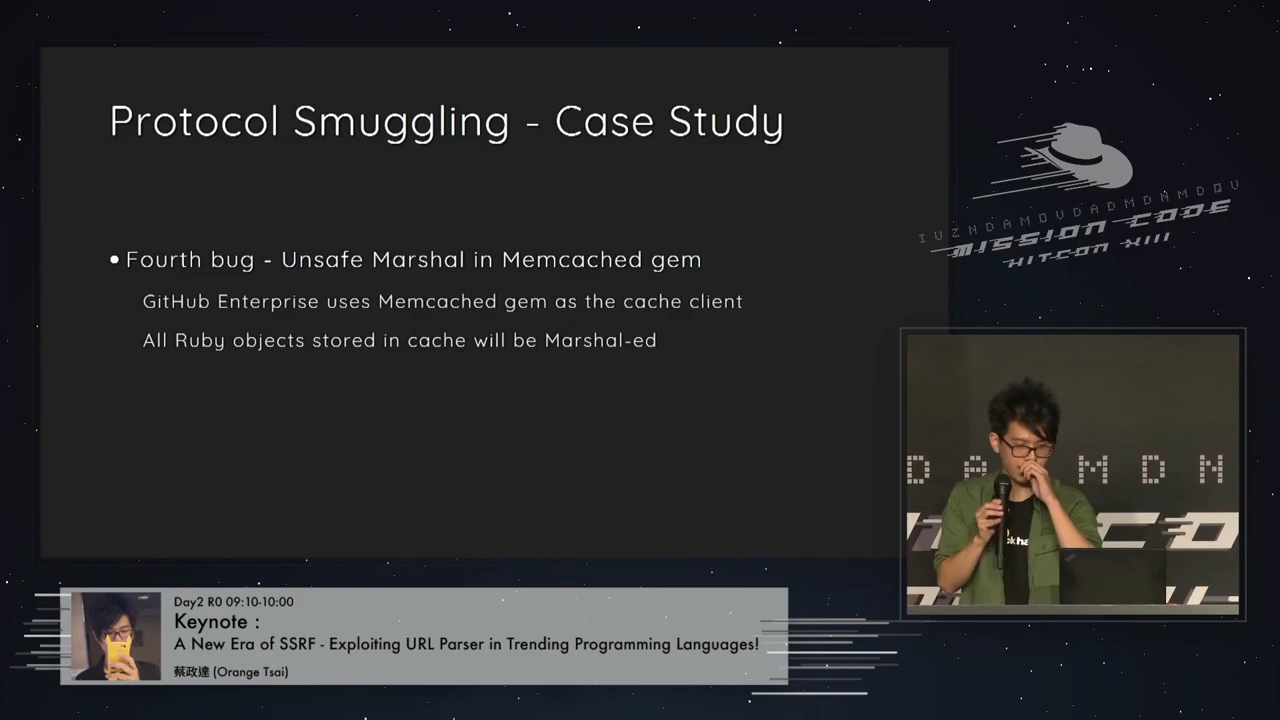 Protocol Smuggling - Case Study
Fourth bug - Unsafe Marshal in Memcached gem
GitHub Enterprise uses Memcached gem as the cache client
All Ruby objects stored in cache will be Marshal-ed
IUZNDAMOUDADMDNMDQU
MISSION CODE
HITCON XIII
DA MDN
Day2 R0 09:10-10:00
Keynote :
A New Era of SSRF - Exploiting URL Parser in Trending Programming Languages!
蔡政達 (Orange Tsai)